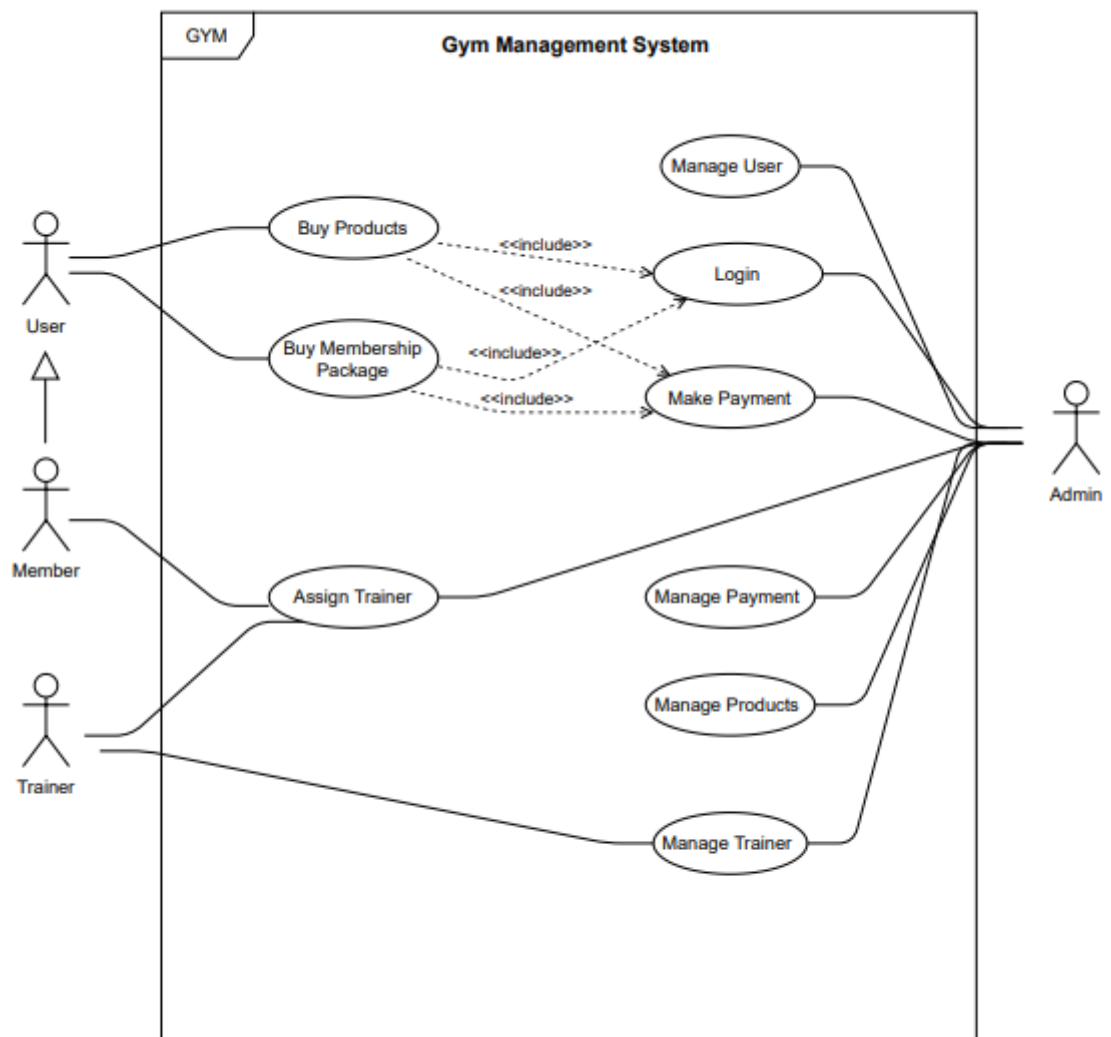 GYM
Gym Management System
Manage User
Buy Products
<<include>>
Login
<<include>>
User
Buy Membership
Package
<<include>>
<<include>>
Make Payment
Admin
Member
Assign Trainer
Manage Payment
Manage Products
Trainer
Manage Trainer